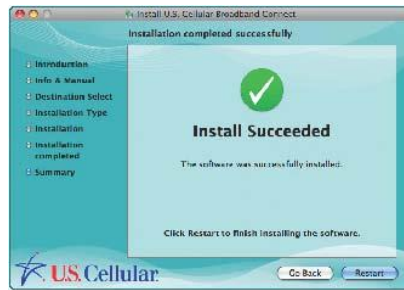 Install U.S. Cellular Broadband Connect
Installation completed successfully
Introduction
Info & Manual
Destination Select
Installation Type
Installation
Installation
completed
Summary
Install Succeeded
The software was successfully installed.
Click Restart to finish installing the software.
U.S. Cellular.
Go Back
Restart